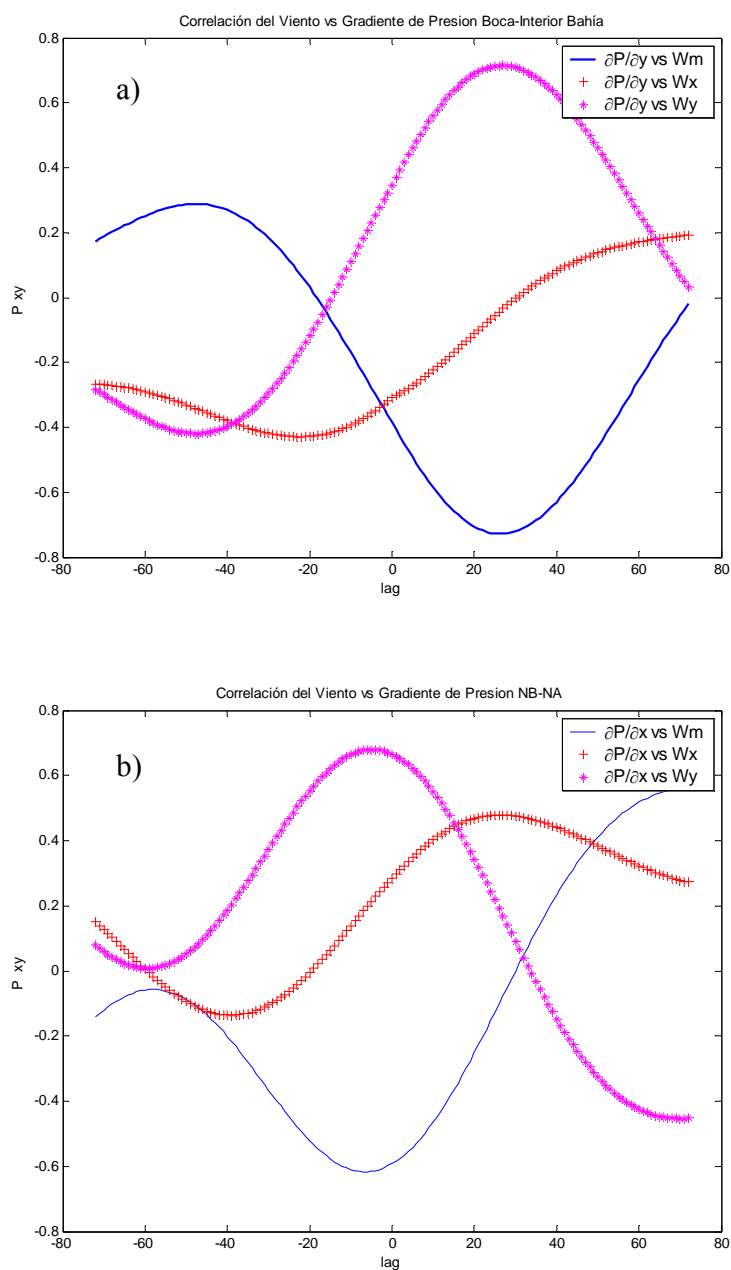 Correlación del Viento vs Gradiente de Presion Boca-Interior Bahía
a)
∂P/∂y vs Wm
∂P/∂y vs Wx
∂P/∂y vs Wy
0.8
0.6
0.4
0.2
0
-0.2
-0.4
-0.6
-0.8
P xy
-80 -60 -40 -20 0 20 40 60 80
lag
Correlación del Viento vs Gradiente de Presion NB-NA
b)
∂P/∂x vs Wm
∂P/∂x vs Wx
∂P/∂x vs Wy
0.8
0.6
0.4
0.2
0
-0.2
-0.4
-0.6
-0.8
P xy
-80 -60 -40 -20 0 20 40 60 80
lag